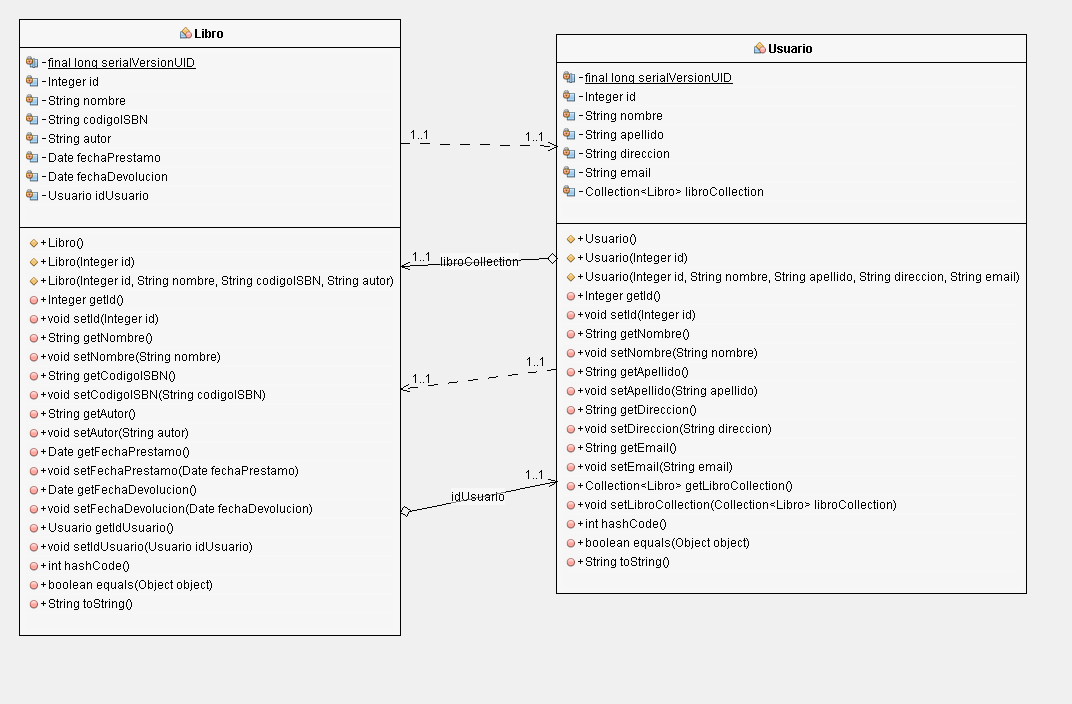 Libro
-final long serialVersionUID
-Integer id
-String nombre
-String codigoISBN
-String autor
-Date fechaPrestamo
-Date fechaDevolucion
-Usuario idUsuario
+Libro()
+Libro(Integer id)
+Libro(Integer id, String nombre, String codigoISBN, String autor)
+Integer getId()
+void setId(Integer id)
+String getNombre()
+void setNombre(String nombre)
+String getCodigoISBN()
+void setCodigoISBN(String codigoISBN)
+String getAutor()
+void setAutor(String autor)
+Date getFechaPrestamo()
+void setFechaPrestamo(Date fechaPrestamo)
+Date getFechaDevolucion()
+void setFechaDevolucion(Date fechaDevolucion)
+Usuario getIdUsuario()
+void setIdUsuario(Usuario idUsuario)
+int hashCode()
+boolean equals(Object object)
+String toString()
1..1 1..1
1..1 libroCollection
1..1 1..1
idUsuario 1..1
Usuario
-final long serialVersionUID
-Integer id
-String nombre
-String apellido
-String direccion
-String email
-Collection<Libro> libroCollection
+Usuario()
+Usuario(Integer id)
+Usuario(Integer id, String nombre, String apellido, String direccion, String email)
+Integer getId()
+void setId(Integer id)
+String getNombre()
+void setNombre(String nombre)
+String getApellido()
+void setApellido(String apellido)
+String getDireccion()
+void setDireccion(String direccion)
+String getEmail()
+void setEmail(String email)
+Collection<Libro> getLibroCollection()
+void setLibroCollection(Collection<Libro> libroCollection)
+int hashCode()
+boolean equals(Object object)
+String toString()